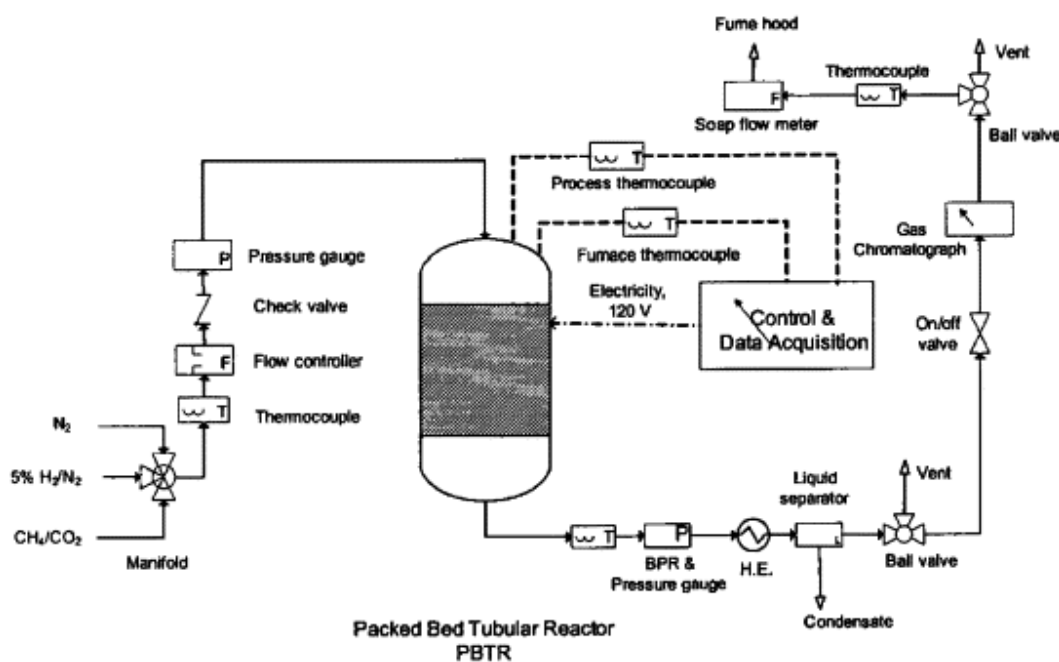 Fume hood
Vent
Thermocouple
T
F
Soap flow meter
Ball valve
T
Process thermocouple
T
Furnace thermocouple
Gas
Chromatograph
P
Pressure gauge
Check valve
Electricity,
120 V
Control &
Data Acquisition
On/off
valve
F
Flow controller
T
Thermocouple
N₂
5% H₂/N₂
CH₄/CO₂
Manifold
Liquid
separator
Vent
T
P
L
BPR &
Pressure gauge
H.E.
Ball valve
Condensate
Packed Bed Tubular Reactor
PBTR